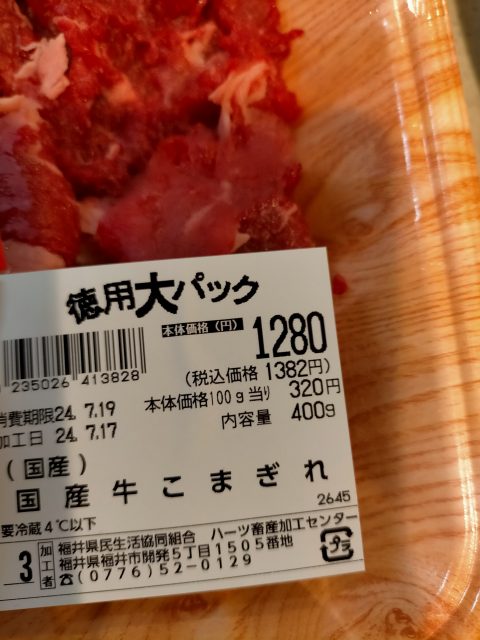 徳用大パック
本体価格(円) 1280
(税込価格 1382円)
235026 413828
本体価格100g当り 320円
消費期限24. 7.19
内容量 400g
加工日 24. 7.17
(国産)
国産牛こまぎれ
2645
要冷蔵4℃以下
3
加工者
福井県民生活協同組合 ハーツ畜産加工センター
福井県福井市開発5丁目1505番地
☎(0776)52-0129
プラ